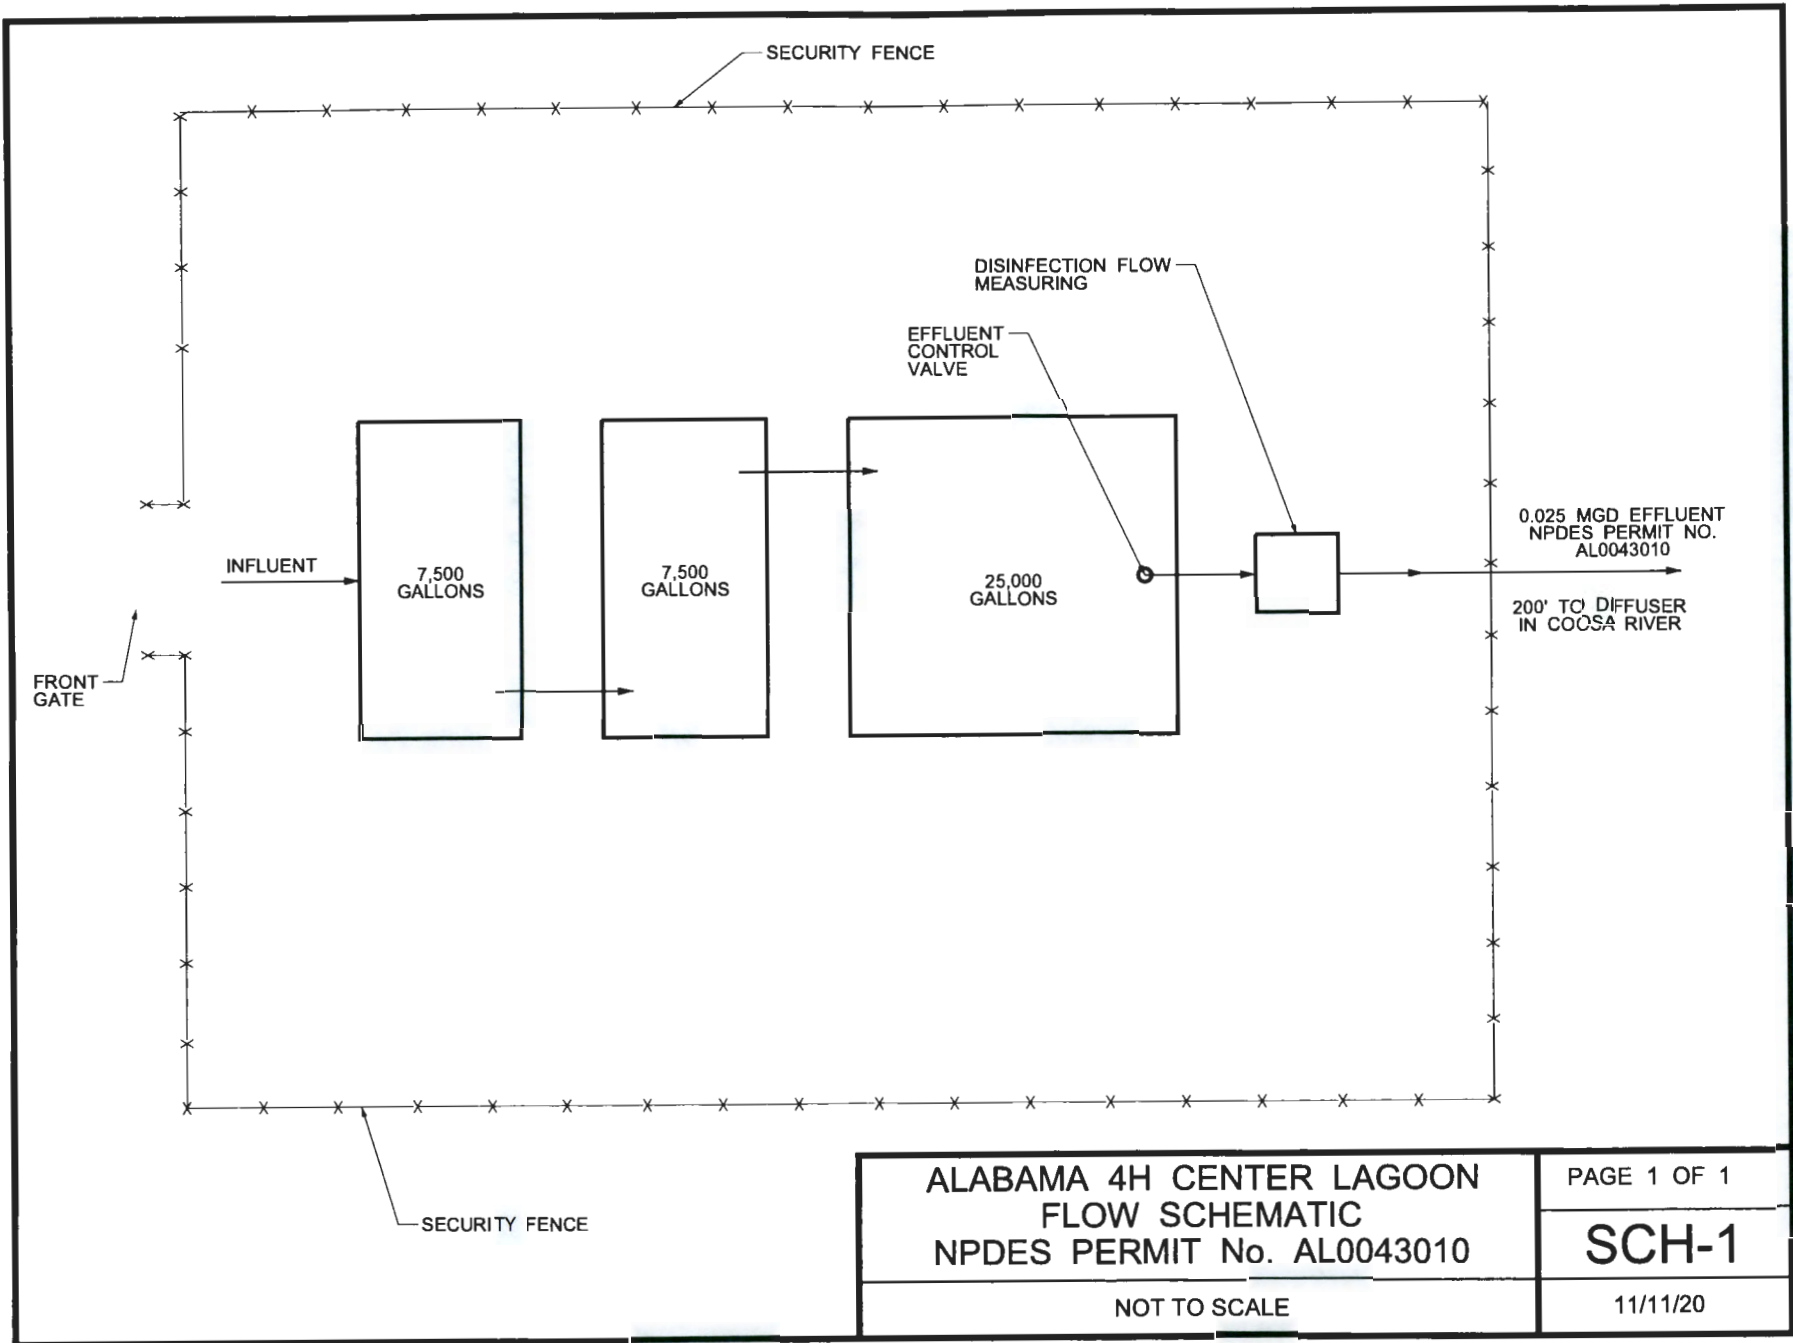 SECURITY FENCE
DISINFECTION FLOW
MEASURING
EFFLUENT
CONTROL
VALVE
INFLUENT
7,500
GALLONS
7,500
GALLONS
25,000
GALLONS
0.025 MGD EFFLUENT
NPDES PERMIT NO.
AL0043010
200' TO DIFFUSER
IN COOSA RIVER
FRONT
GATE
SECURITY FENCE
ALABAMA 4H CENTER LAGOON
FLOW SCHEMATIC
NPDES PERMIT No. AL0043010
NOT TO SCALE
PAGE 1 OF 1
SCH-1
11/11/20